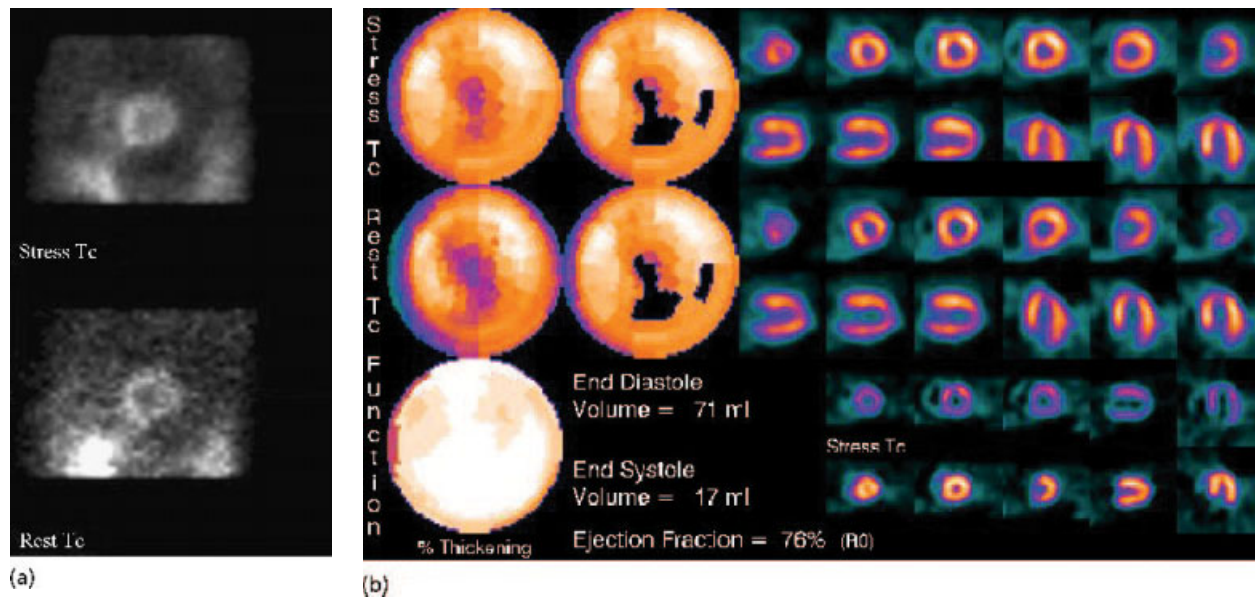 Stress Tc
Rest Tc
(a)
Stress Tc
Rest Tc
Function
End Diastole
Volume = 71 ml
End Systole
Volume = 17 ml
Ejection Fraction = 76% (R0)
% Thickening
Stress Tc
(b)